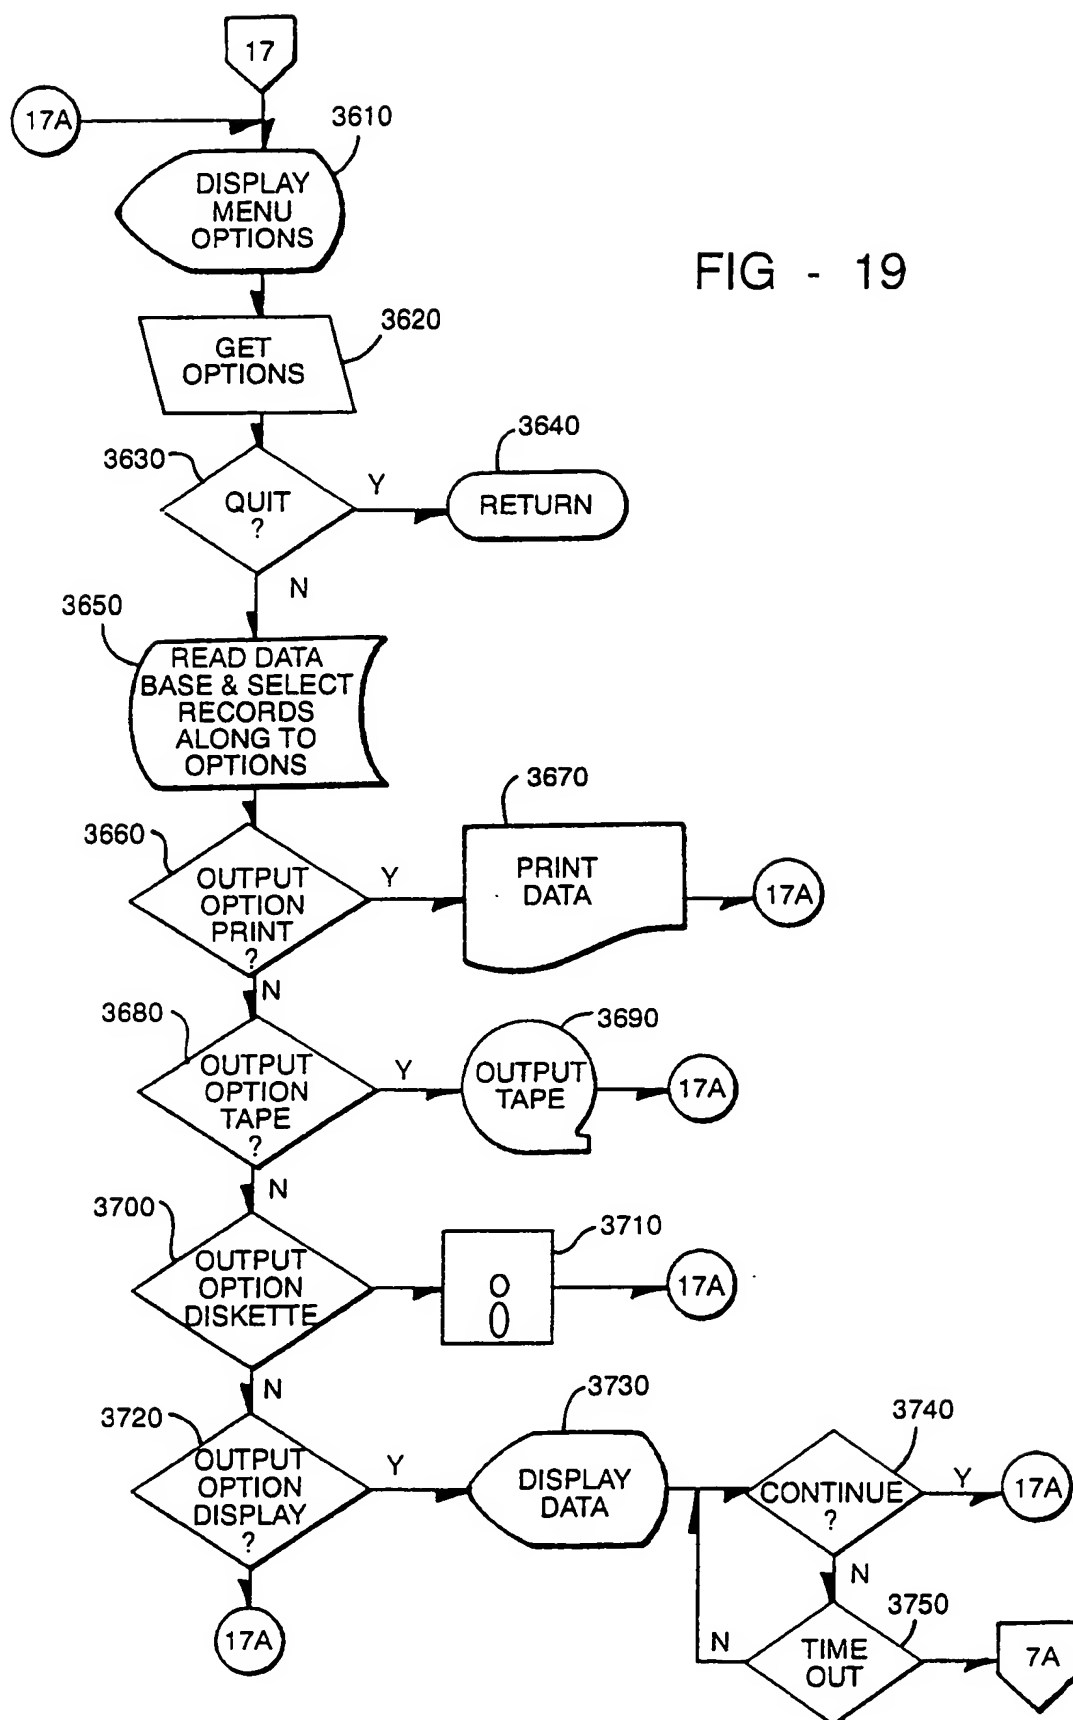 17
17A
3610
DISPLAY
MENU
OPTIONS
FIG - 19
3620
GET
OPTIONS
3640
3630
QUIT
?
Y
RETURN
N
3650
READ DATA
BASE & SELECT
RECORDS
ALONG TO
OPTIONS
3670
3660
OUTPUT
OPTION
PRINT
?
Y
PRINT
DATA
17A
N
3680
3690
OUTPUT
OPTION
TAPE
?
Y
OUTPUT
TAPE
17A
N
3700
3710
OUTPUT
OPTION
DISKETTE
17A
N
3720
3730
3740
OUTPUT
OPTION
DISPLAY
?
Y
DISPLAY
DATA
CONTINUE
?
Y
17A
N
3750
17A
N
TIME
OUT
7A